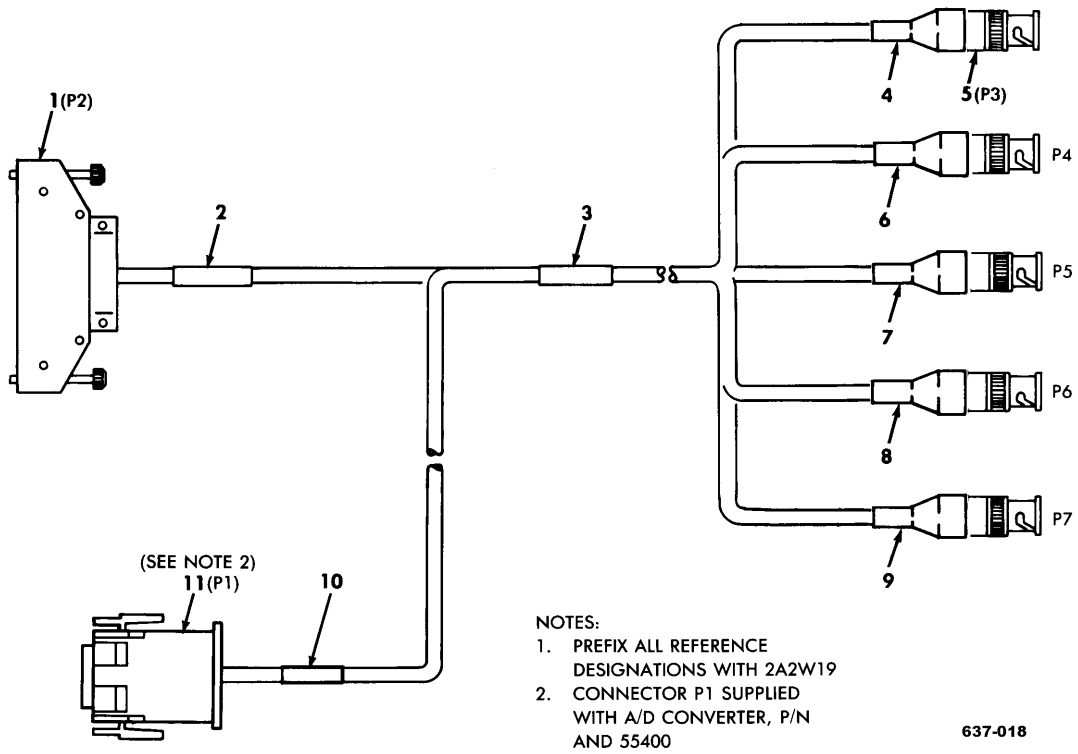 4
5(P3)
1(P2)
P4
6
2
3
P5
7
P6
8
P7
9
(SEE NOTE 2)
11(P1)
10
NOTES:
1. PREFIX ALL REFERENCE
DESIGNATIONS WITH 2A2W19
2. CONNECTOR P1 SUPPLIED
WITH A/D CONVERTER, P/N
AND 55400
637-018